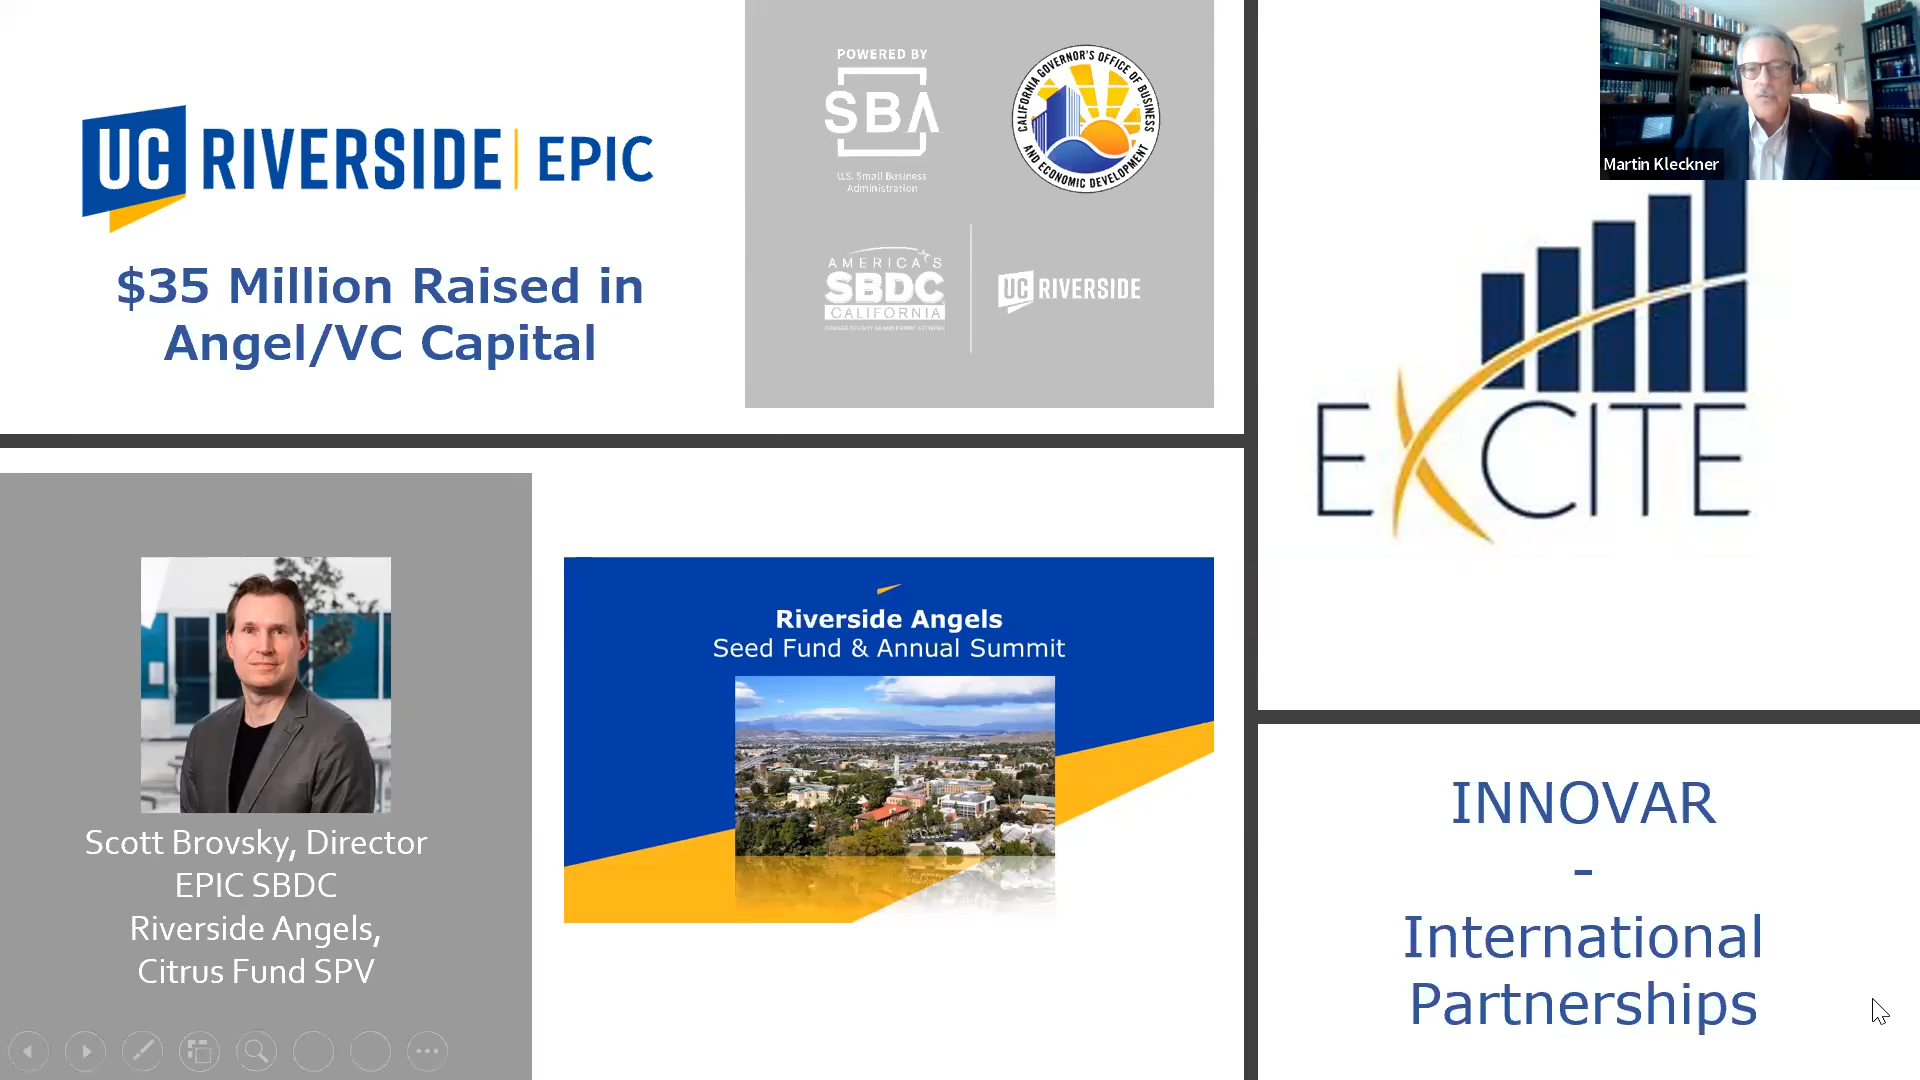 UC RIVERSIDE | EPIC
$35 Million Raised in
Angel/VC Capital
POWERED BY
SBA
U.S. Small Business
Administration
CALIFORNIA GOVERNOR'S OFFICE OF BUSINESS
AND ECONOMIC DEVELOPMENT
AMERICA'S
SBDC
CALIFORNIA
UC RIVERSIDE
Martin Kleckner
EXCITE
Scott Brovsky, Director
EPIC SBDC
Riverside Angels,
Citrus Fund SPV
Riverside Angels
Seed Fund & Annual Summit
INNOVAR
-
International
Partnerships